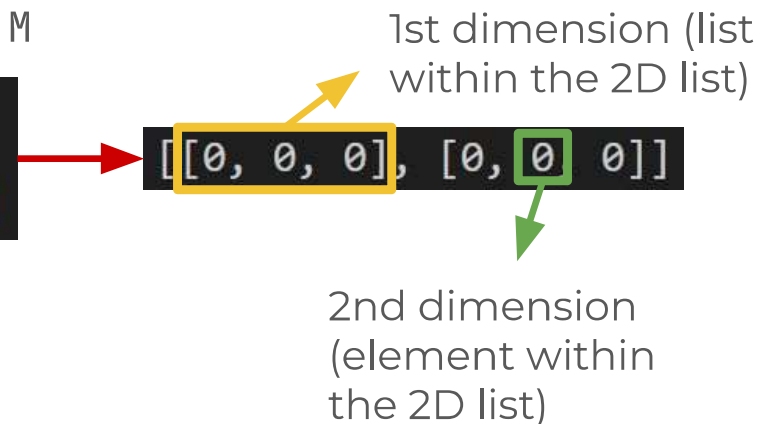 M
1st dimension (list
within the 2D list)
[[0, 0, 0], [0, 0, 0]]
2nd dimension
(element within
the 2D list)